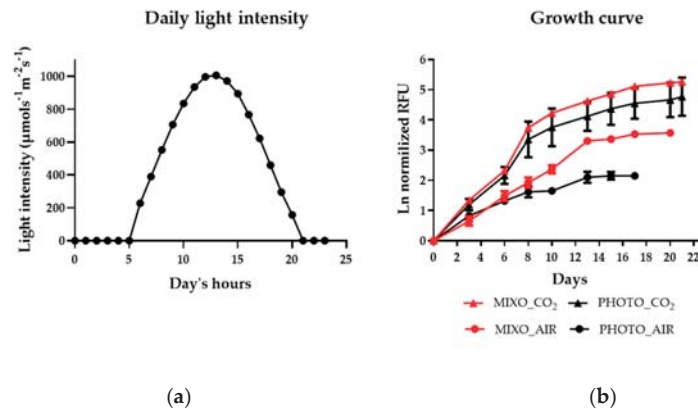 Daily light intensity
Light intensity (µmols⁻¹m⁻²s⁻¹)
1000
800
600
400
200
0
0 5 10 15 20 25
Day's hours
(a)
Growth curve
Ln normilized RFU
6
5
4
3
2
1
0
0 2 4 6 8 10 12 14 16 18 20 22
Days
MIXO_CO₂ PHOTO_CO₂
MIXO_AIR PHOTO_AIR
(b)